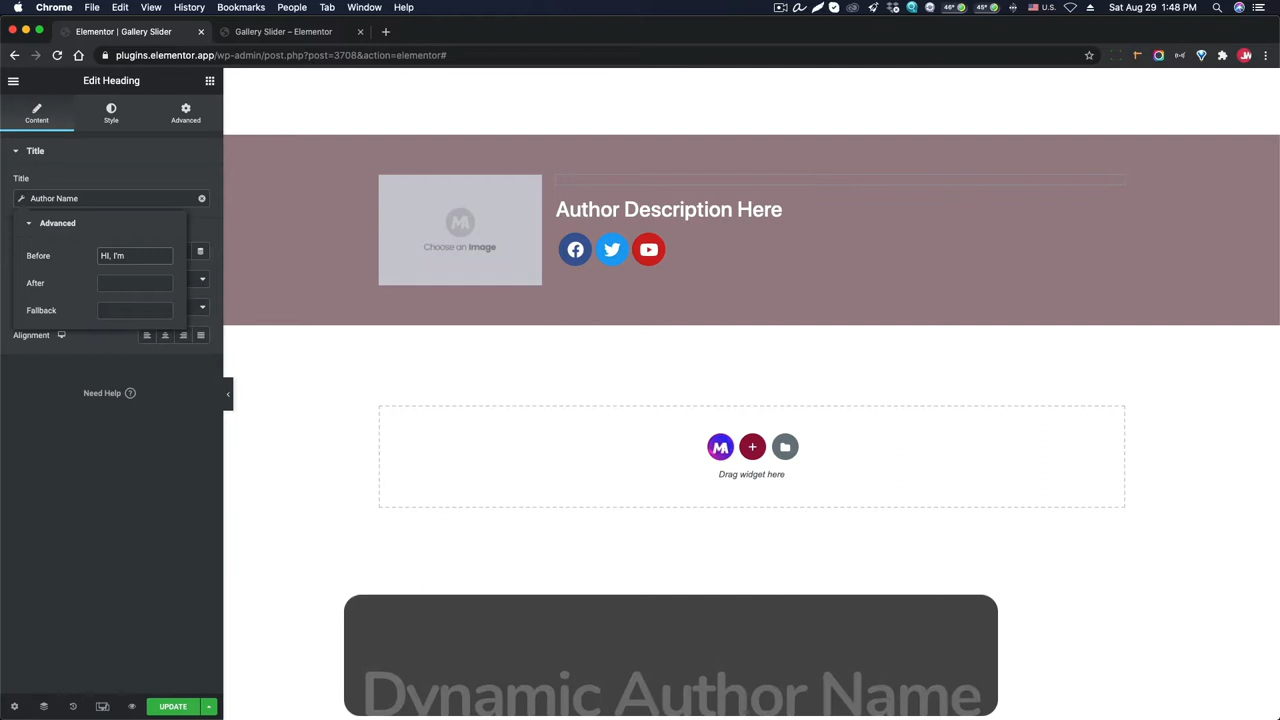 Chrome File Edit View History Bookmarks People Tab Window Help 46° 45° U.S. Sat Aug 29 1:48 PM
Elementor | Gallery Slider Gallery Slider – Elementor
plugins.elementor.app/wp-admin/post.php?post=3708&action=elementor#
Edit Heading
Content Style Advanced
Title
Title
Author Name
Advanced
Before HI, I'm
After
Fallback
Alignment
Need Help
UPDATE
Choose an Image
Author Description Here
Drag widget here
Dynamic Author Name